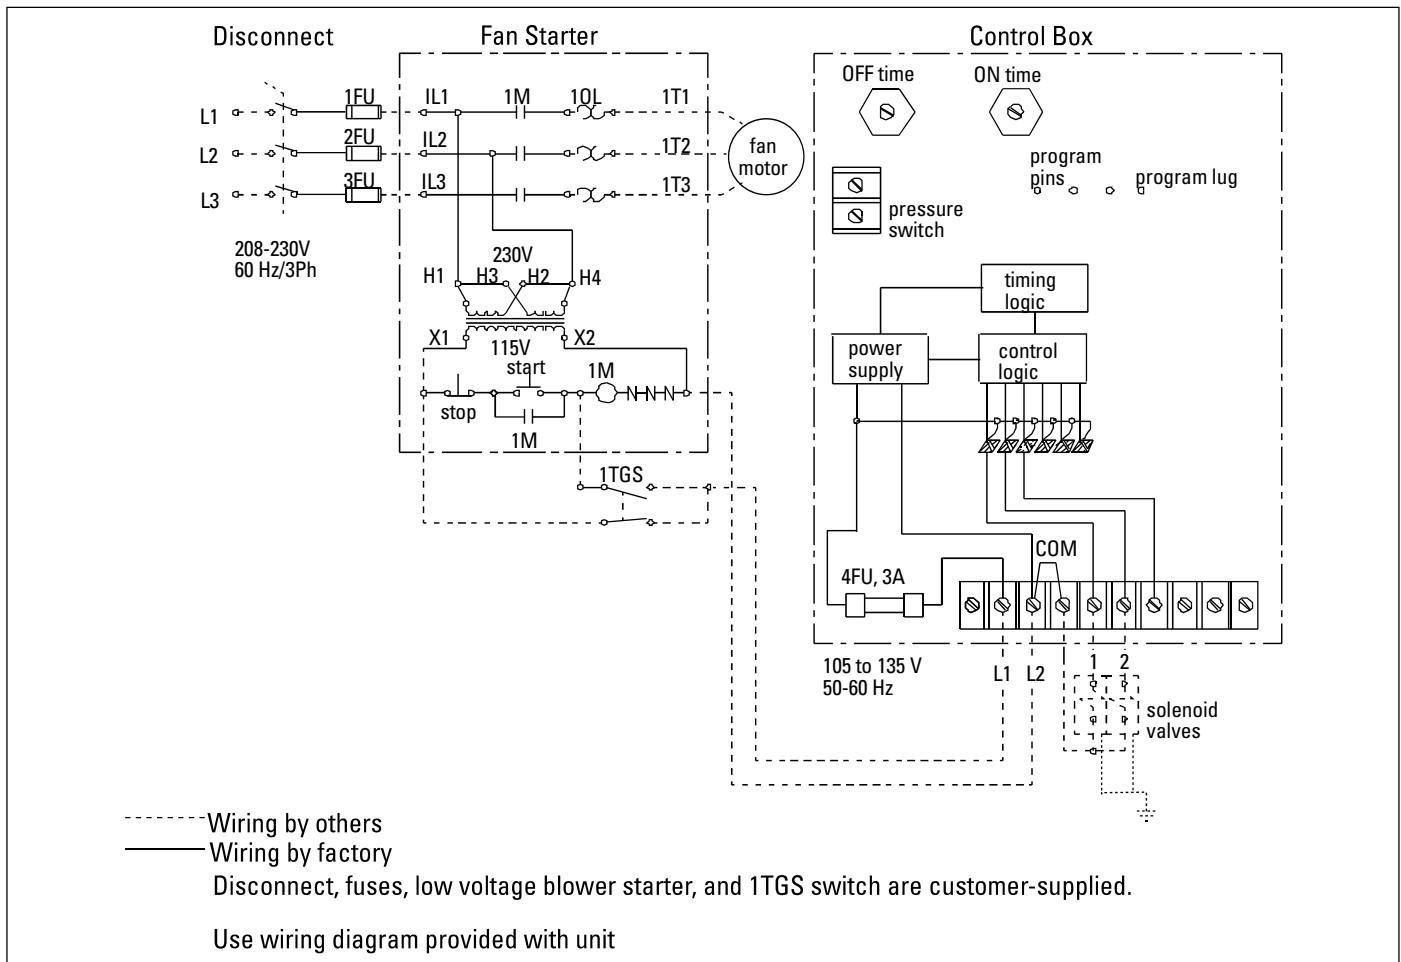 Disconnect
Fan Starter
Control Box
OFF time
ON time
L1
1FU
IL1
1M
1OL
1T1
L2
2FU
IL2
1T2
fan
motor
L3
3FU
IL3
1T3
program
pins
program lug
pressure
switch
208-230V
60 Hz/3Ph
230V
H1
H3
H2
H4
timing
logic
X1
115V
X2
start
1M
power
supply
control
logic
stop
1M
1TGS
COM
4FU, 3A
105 to 135 V
50-60 Hz
L1
L2
1
2
solenoid
valves
Wiring by others
Wiring by factory
Disconnect, fuses, low voltage blower starter, and 1TGS switch are customer-supplied.
Use wiring diagram provided with unit